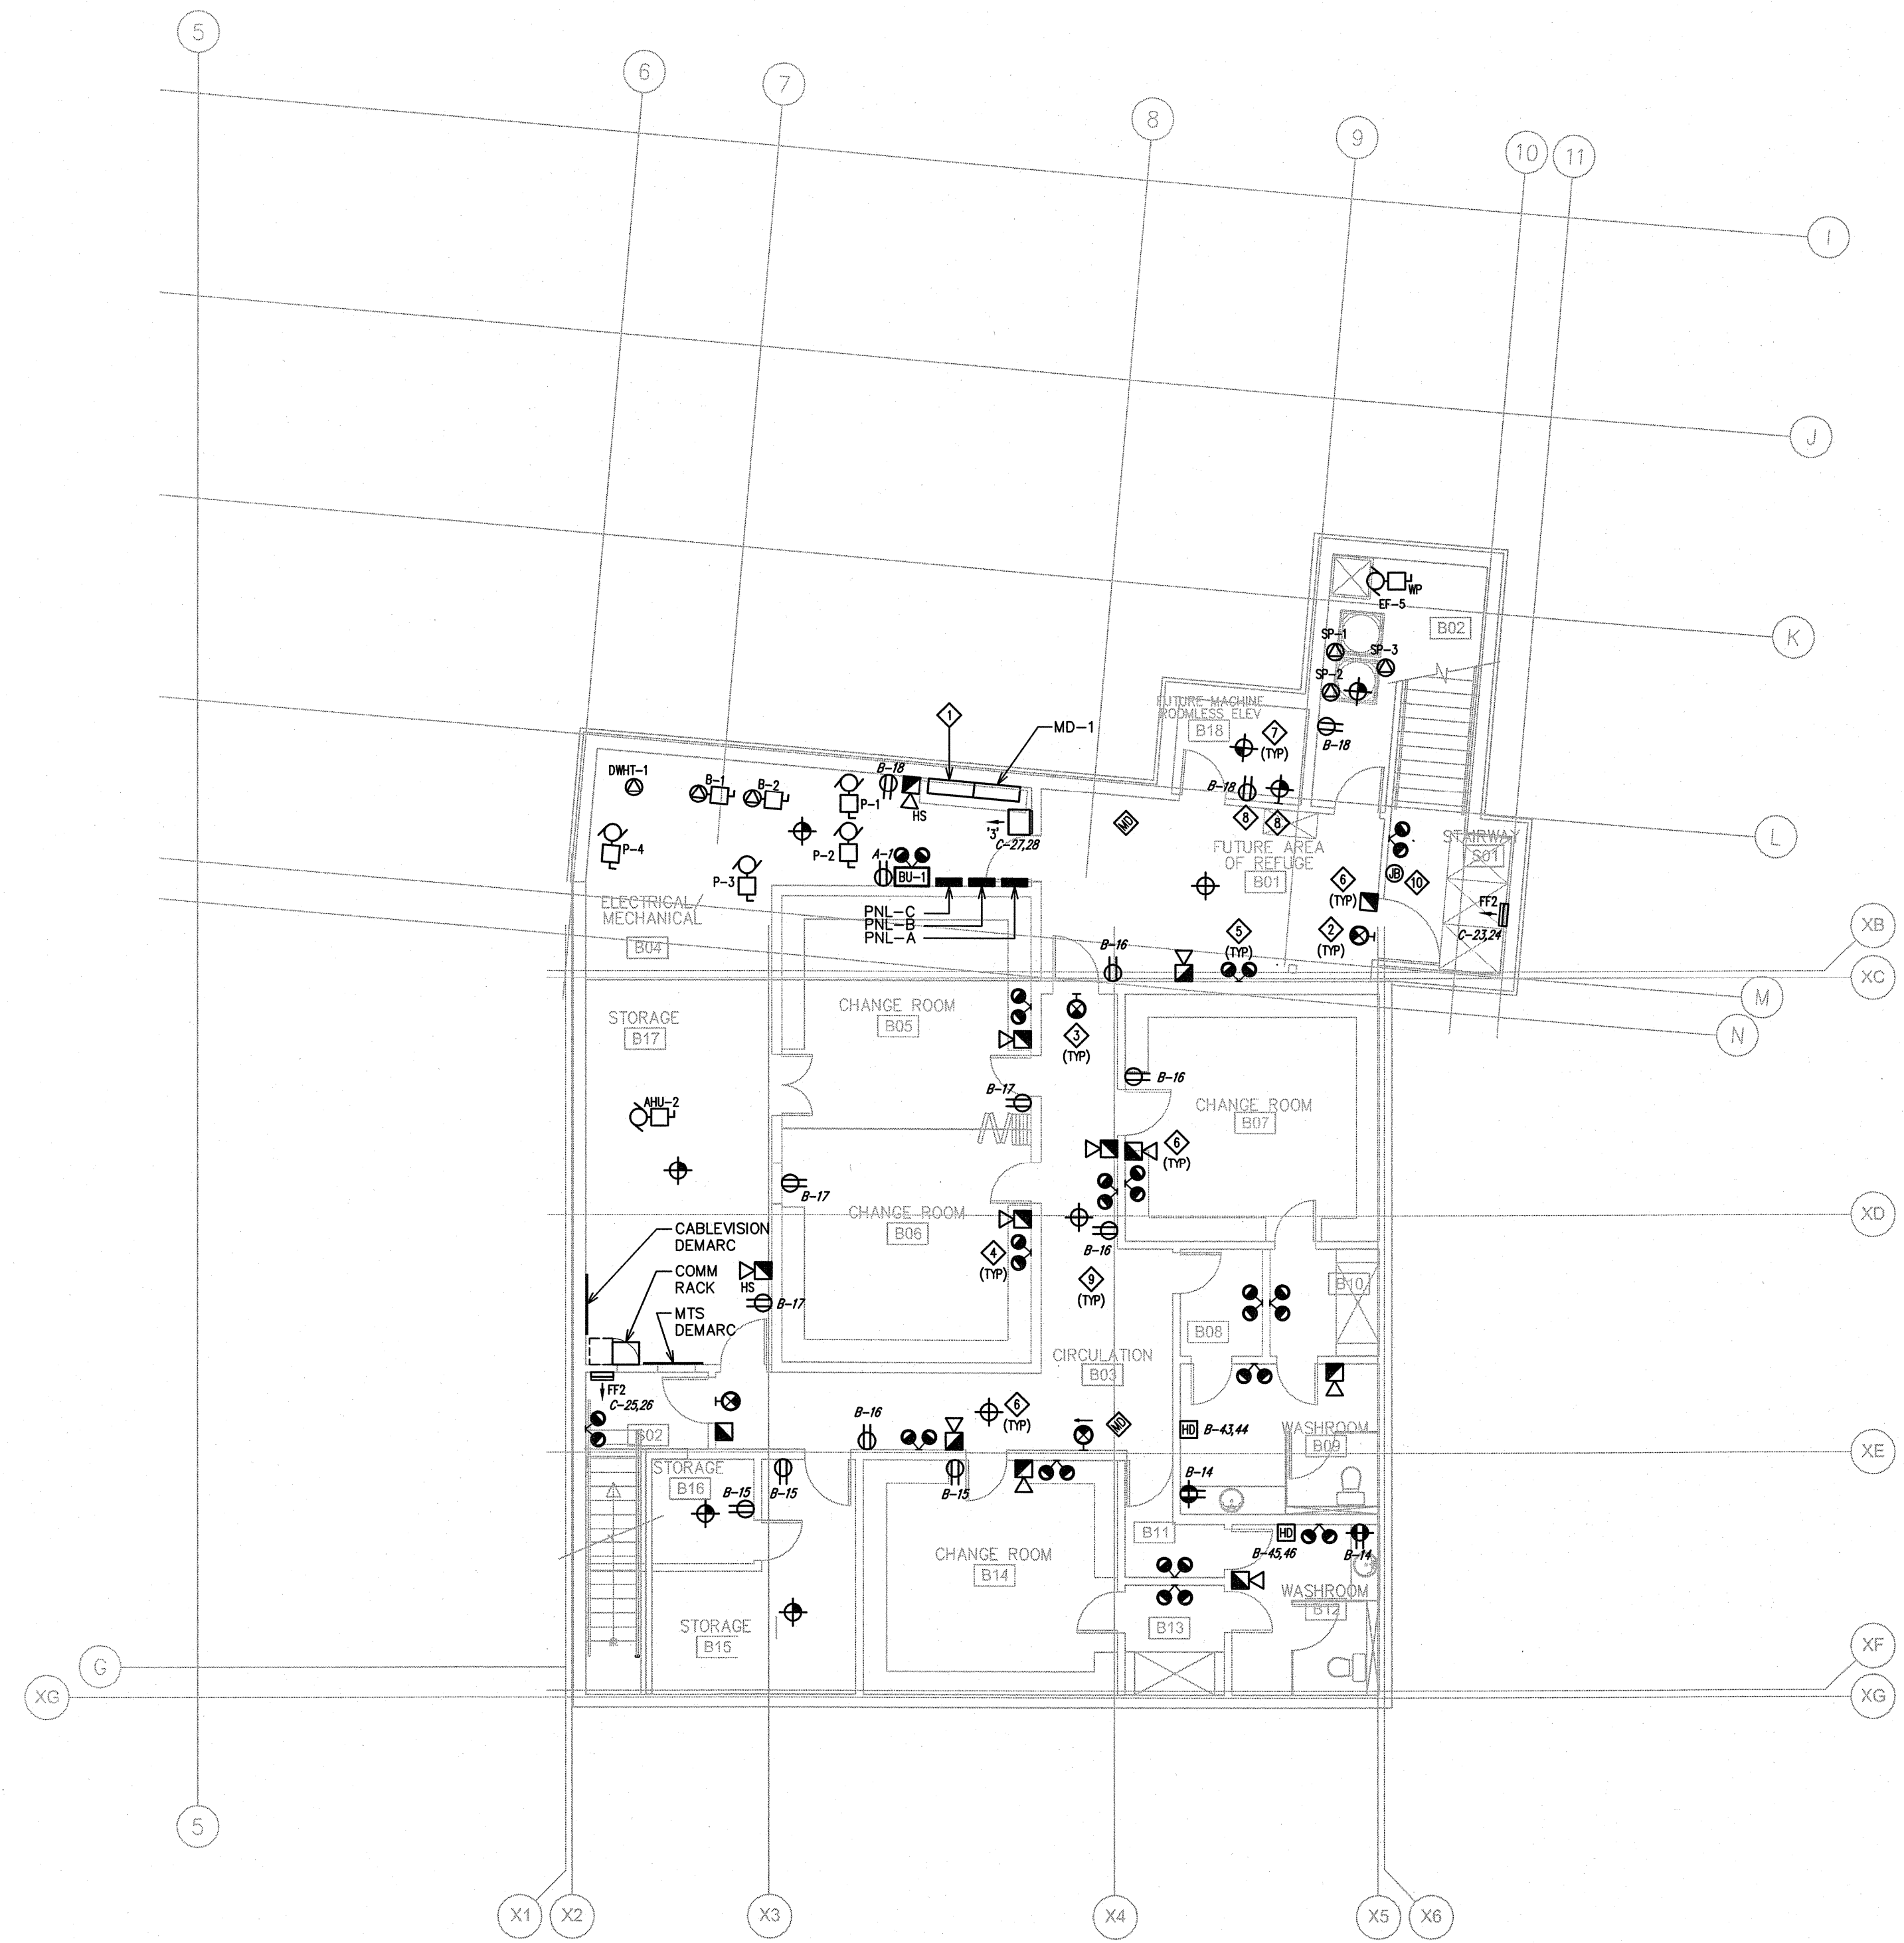 5
6
7
8
9
10
11
I
J
K
WP
EF-5
B02
SP-1
SP-3
SP-2
FUTURE MACHINE
ROOMLESS ELEV
B18
1
MD-1
7
(TYP)
B-18
DWHT-1
B-1
B-2
B-18
P-1
HS
'3'
C-27,28
MD
B-18
8
8
L
P-4
P-2
A-1
BU-1
P-3
FUTURE AREA
OF REFUGE
B01
STAIRWAY
S01
JB
10
6
(TYP)
FF2
C-23,24
ELECTRICAL/
MECHANICAL
B04
PNL-C
PNL-B
PNL-A
B-16
5
(TYP)
2
(TYP)
XB
XC
M
N
STORAGE
B17
CHANGE ROOM
B05
3
(TYP)
B-17
B-16
CHANGE ROOM
B07
AHU-2
6
(TYP)
B-17
CHANGE ROOM
B06
4
(TYP)
B-16
9
(TYP)
XD
CABLEVISION
DEMARC
COMM
RACK
MTS
DEMARC
HS
B-17
B10
B08
CIRCULATION
B03
FF2
C-25,26
S02
B-16
6
(TYP)
MD
HD
B-43,44
WASHROOM
B09
XE
STORAGE
B16
B-15
B-15
B-15
B-14
CHANGE ROOM
B14
B11
HD
B-45,46
B-14
WASHROOM
B12
STORAGE
B15
B13
G
XG
XF
XG
5
X1
X2
X3
X4
X5
X6